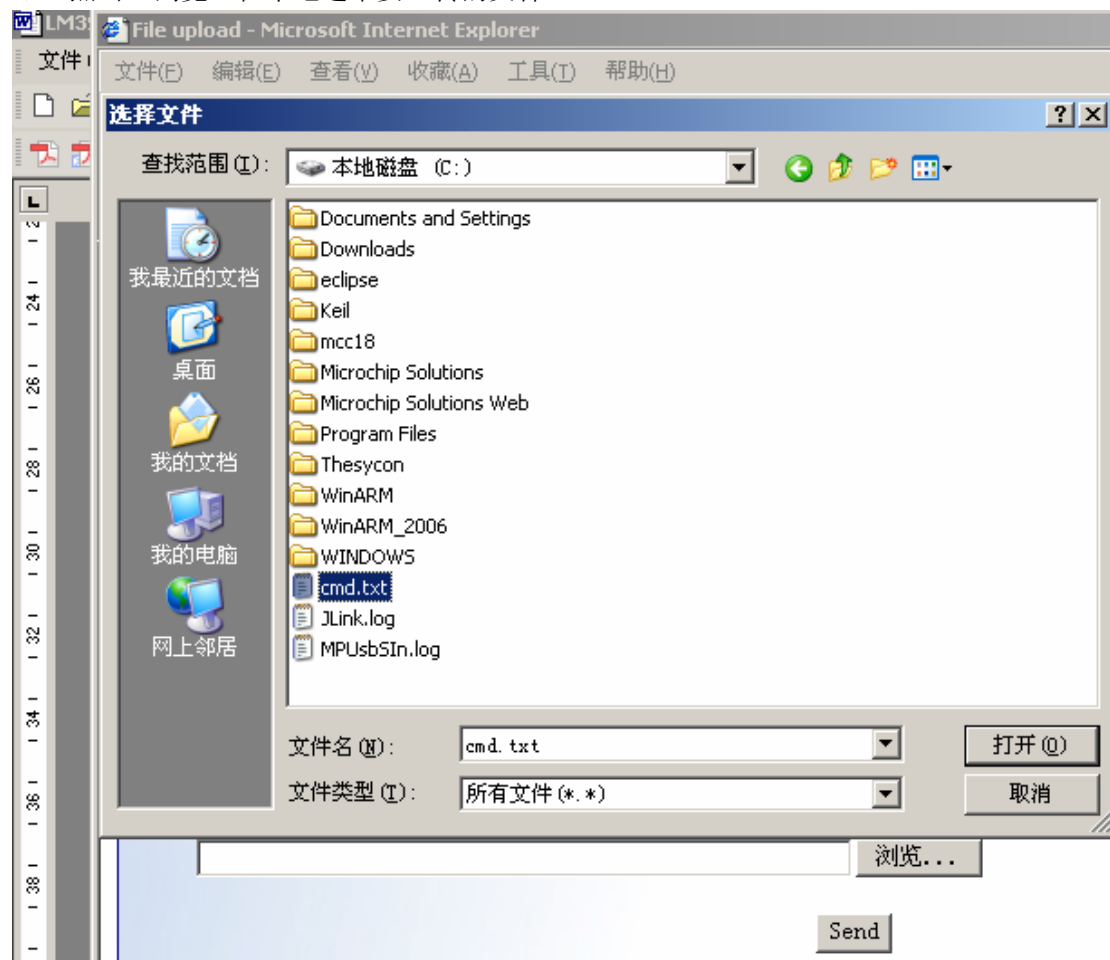 LM3
File upload - Microsoft Internet Explorer
文件
文件(F) 编辑(E) 查看(V) 收藏(A) 工具(T) 帮助(H)
选择文件
查找范围(I): 本地磁盘 (C:)
L
我最近的文档
桌面
我的文档
我的电脑
网上邻居
Documents and Settings
Downloads
eclipse
Keil
mcc18
Microchip Solutions
Microchip Solutions Web
Program Files
Thesycon
WinARM
WinARM_2006
WINDOWS
cmd.txt
JLink.log
MPUsbSIn.log
文件名(N): cmd.txt 打开(O)
文件类型(T): 所有文件(*.*) 取消
浏览...
Send
24
26
28
30
32
34
36
38